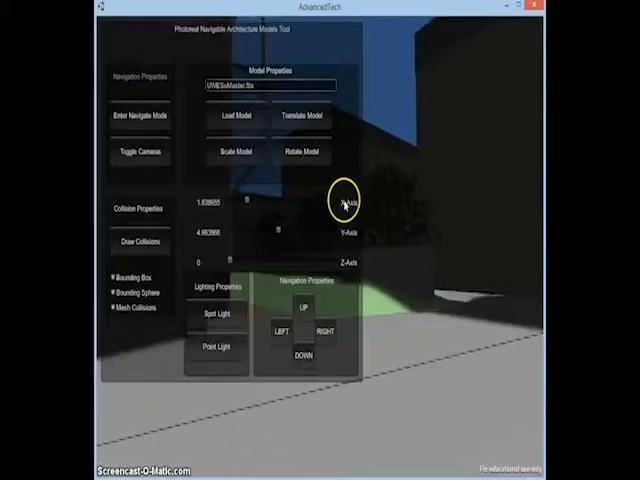 AdvancedTech
Photoreal Navigable Architecture Models Tool
Navigation Properties
Model Properties
UWESuMaster.fbx
Enter Navigate Mode
Load Model
Translate Model
Toggle Cameras
Scale Model
Rotate Model
Collision Properties
1.638655
X-Axis
4.663866
Y-Axis
Draw Collisions
0
Z-Axis
Bounding Box
Bounding Sphere
Mesh Collisions
Lighting Properties
Spot Light
Point Light
Navigation Properties
UP
LEFT
RIGHT
DOWN
Screencast-O-Matic.com
For educational use only